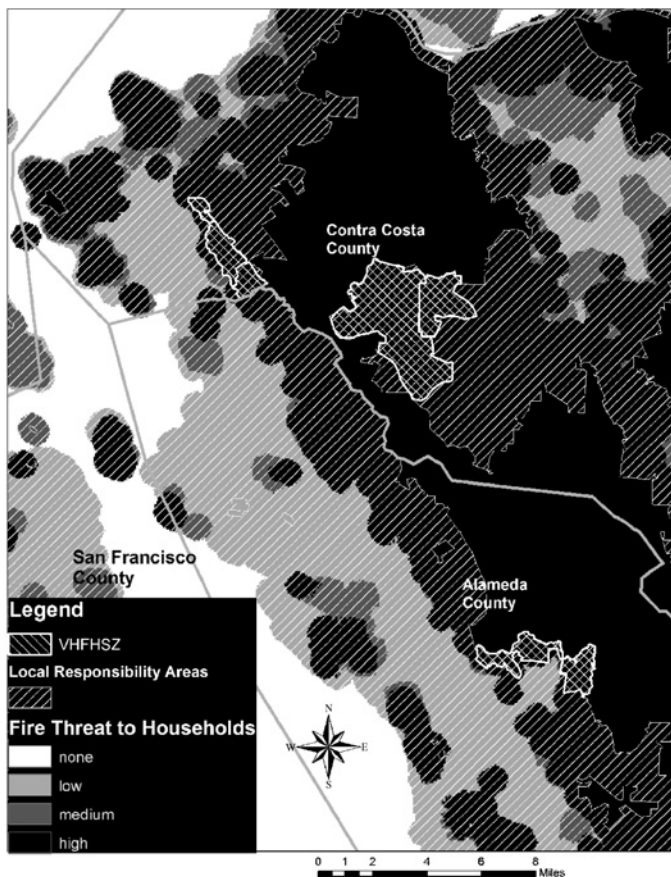 Contra Costa
County
San Francisco
County
Alameda
County
Legend
VHFHSZ
Local Responsibility Areas
Fire Threat to Households
none
low
medium
high
N
W
E
S
0 1 2 4 6 8
Miles